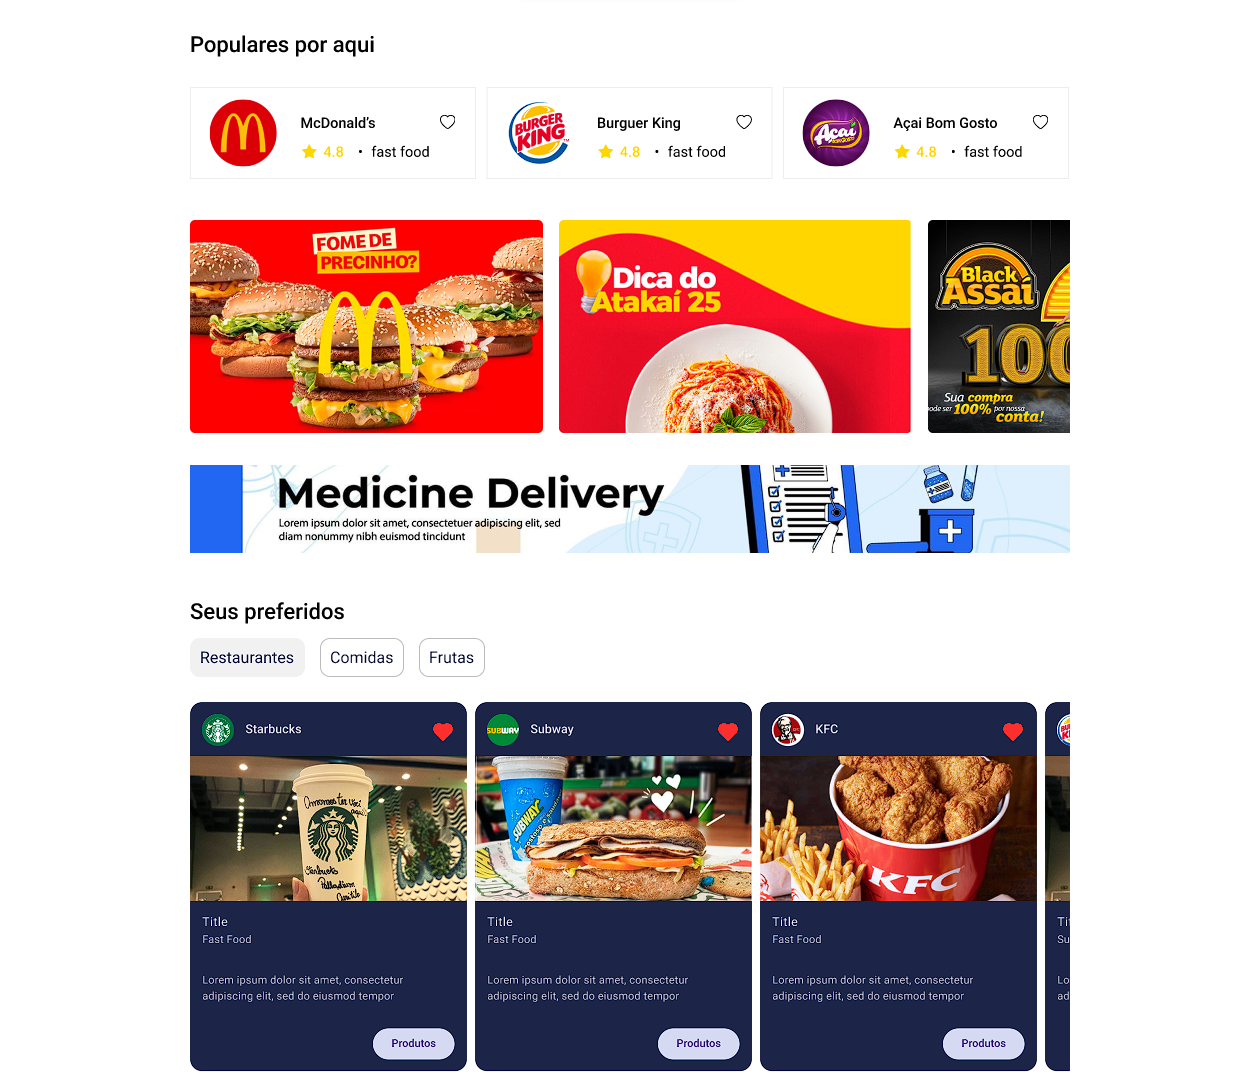 Populares por aqui
McDonald's
4.8 • fast food
BURGER
KING
Burguer King
4.8 • fast food
Açaí
BOM GOSTO
Açai Bom Gosto
4.8 • fast food
FOME DE
PRECINHO?
Dica do
Atakaí 25
Black
Assaí
100
Sua compra
ode ser 100% por nossa
conta!
Medicine Delivery
Lorem ipsum dolor sit amet, consectetuer adipiscing elit, sed
diam nonummy nibh euismod tincidunt
Seus preferidos
Restaurantes
Comidas
Frutas
Starbucks
Title
Fast Food
Lorem ipsum dolor sit amet, consectetur
adipiscing elit, sed do eiusmod tempor
Produtos
SUBWAY
Subway
SUBWAY
Title
Fast Food
Lorem ipsum dolor sit amet, consectetur
adipiscing elit, sed do eiusmod tempor
Produtos
KFC
KFC
Title
Fast Food
Lorem ipsum dolor sit amet, consectetur
adipiscing elit, sed do eiusmod tempor
Produtos
Ti
Su
Lo
ad